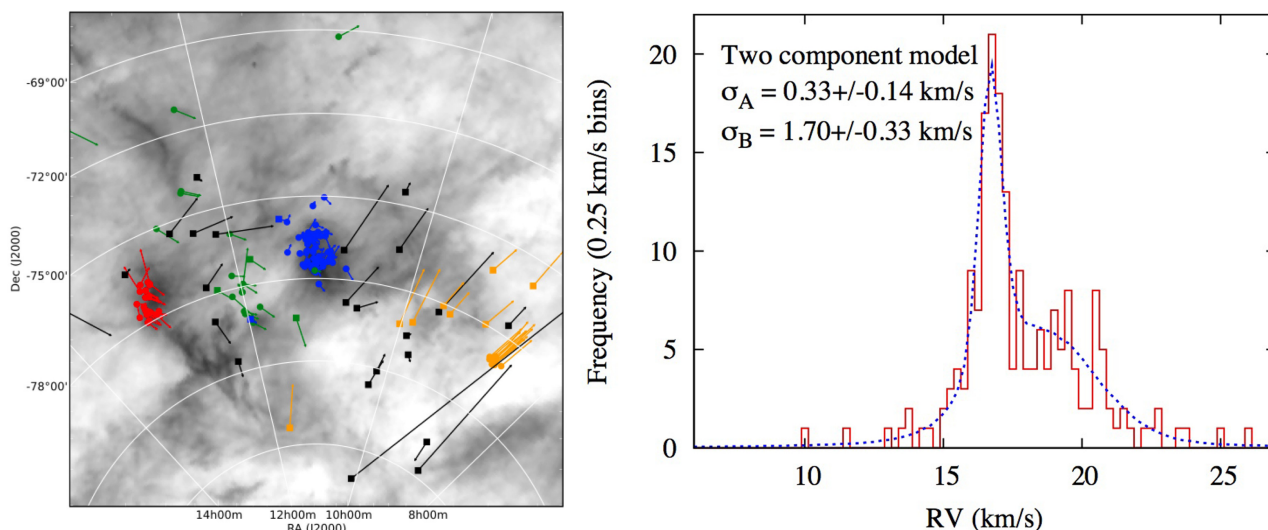 -69°00'
-72°00'
-75°00'
-78°00'
Dec (J2000)
14h00m 12h00m 10h00m 8h00m
RA (J2000)
Two component model
σA = 0.33+/-0.14 km/s
σB = 1.70+/-0.33 km/s
Frequency (0.25 km/s bins)
20
15
10
5
0
10 15 20 25
RV (km/s)